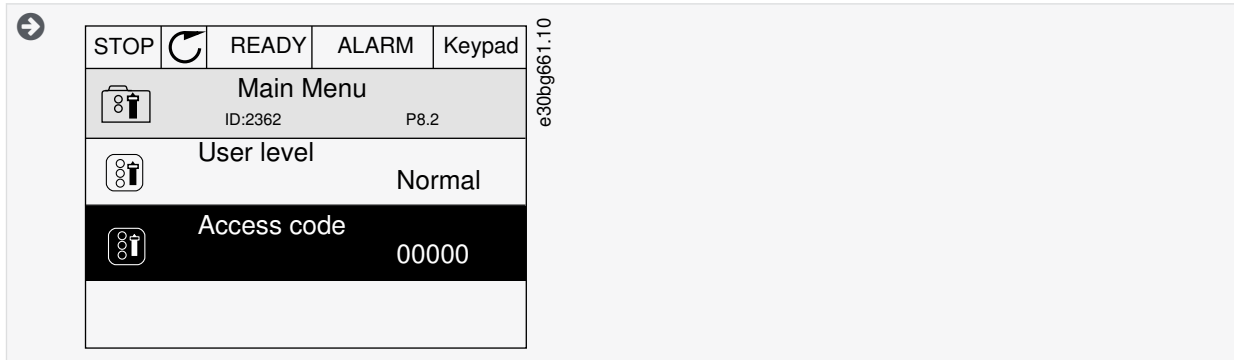 STOP READY ALARM Keypad
Main Menu
ID:2362 P8.2
User level
Normal
Access code
00000
e30bg661.10